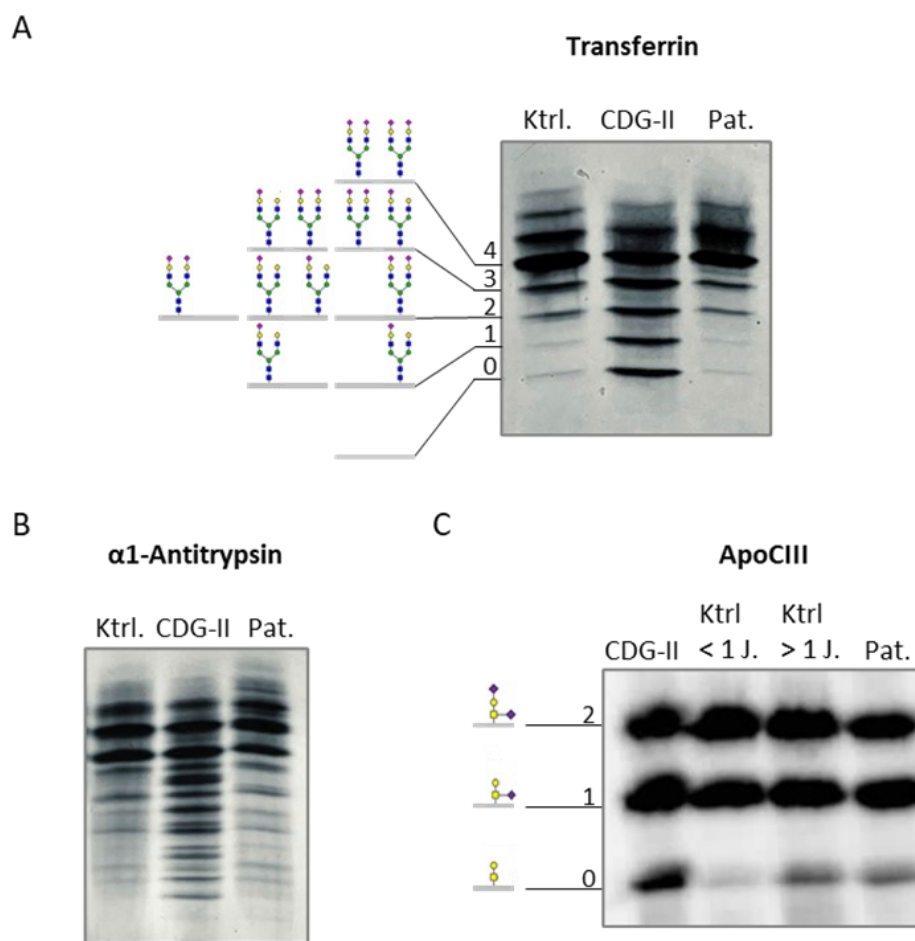 A
Transferrin
Ktrl. CDG-II Pat.
4
3
2
1
0
B
α1-Antitrypsin
Ktrl. CDG-II Pat.
C
ApoCIII
CDG-II Ktrl < 1 J. Ktrl > 1 J. Pat.
2
1
0